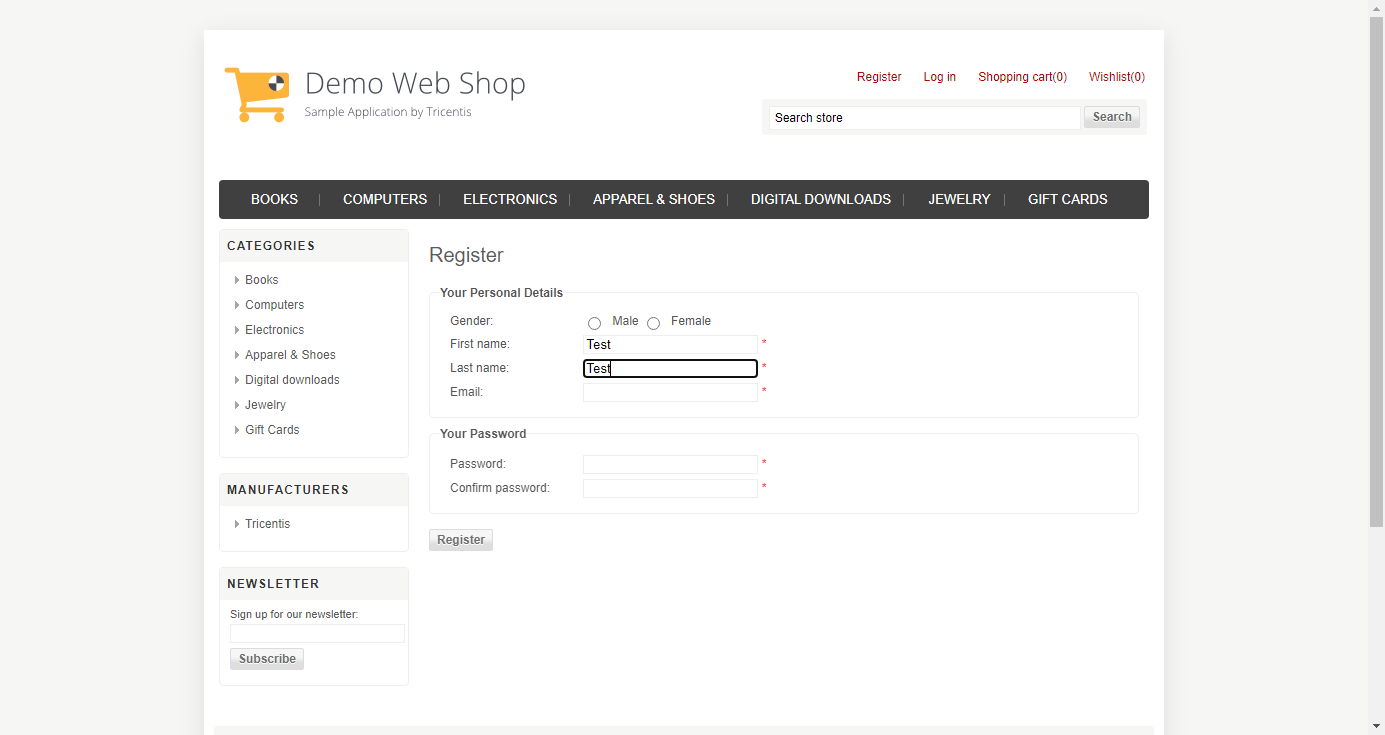 Demo Web Shop
Sample Application by Tricentis
Register Log in Shopping cart(0) Wishlist(0)
Search store Search
BOOKS COMPUTERS ELECTRONICS APPAREL & SHOES DIGITAL DOWNLOADS JEWELRY GIFT CARDS
CATEGORIES
Books
Computers
Electronics
Apparel & Shoes
Digital downloads
Jewelry
Gift Cards
MANUFACTURERS
Tricentis
NEWSLETTER
Sign up for our newsletter:
Subscribe
Register
Your Personal Details
Gender: Male Female
First name: Test *
Last name: Test *
Email: *
Your Password
Password: *
Confirm password: *
Register